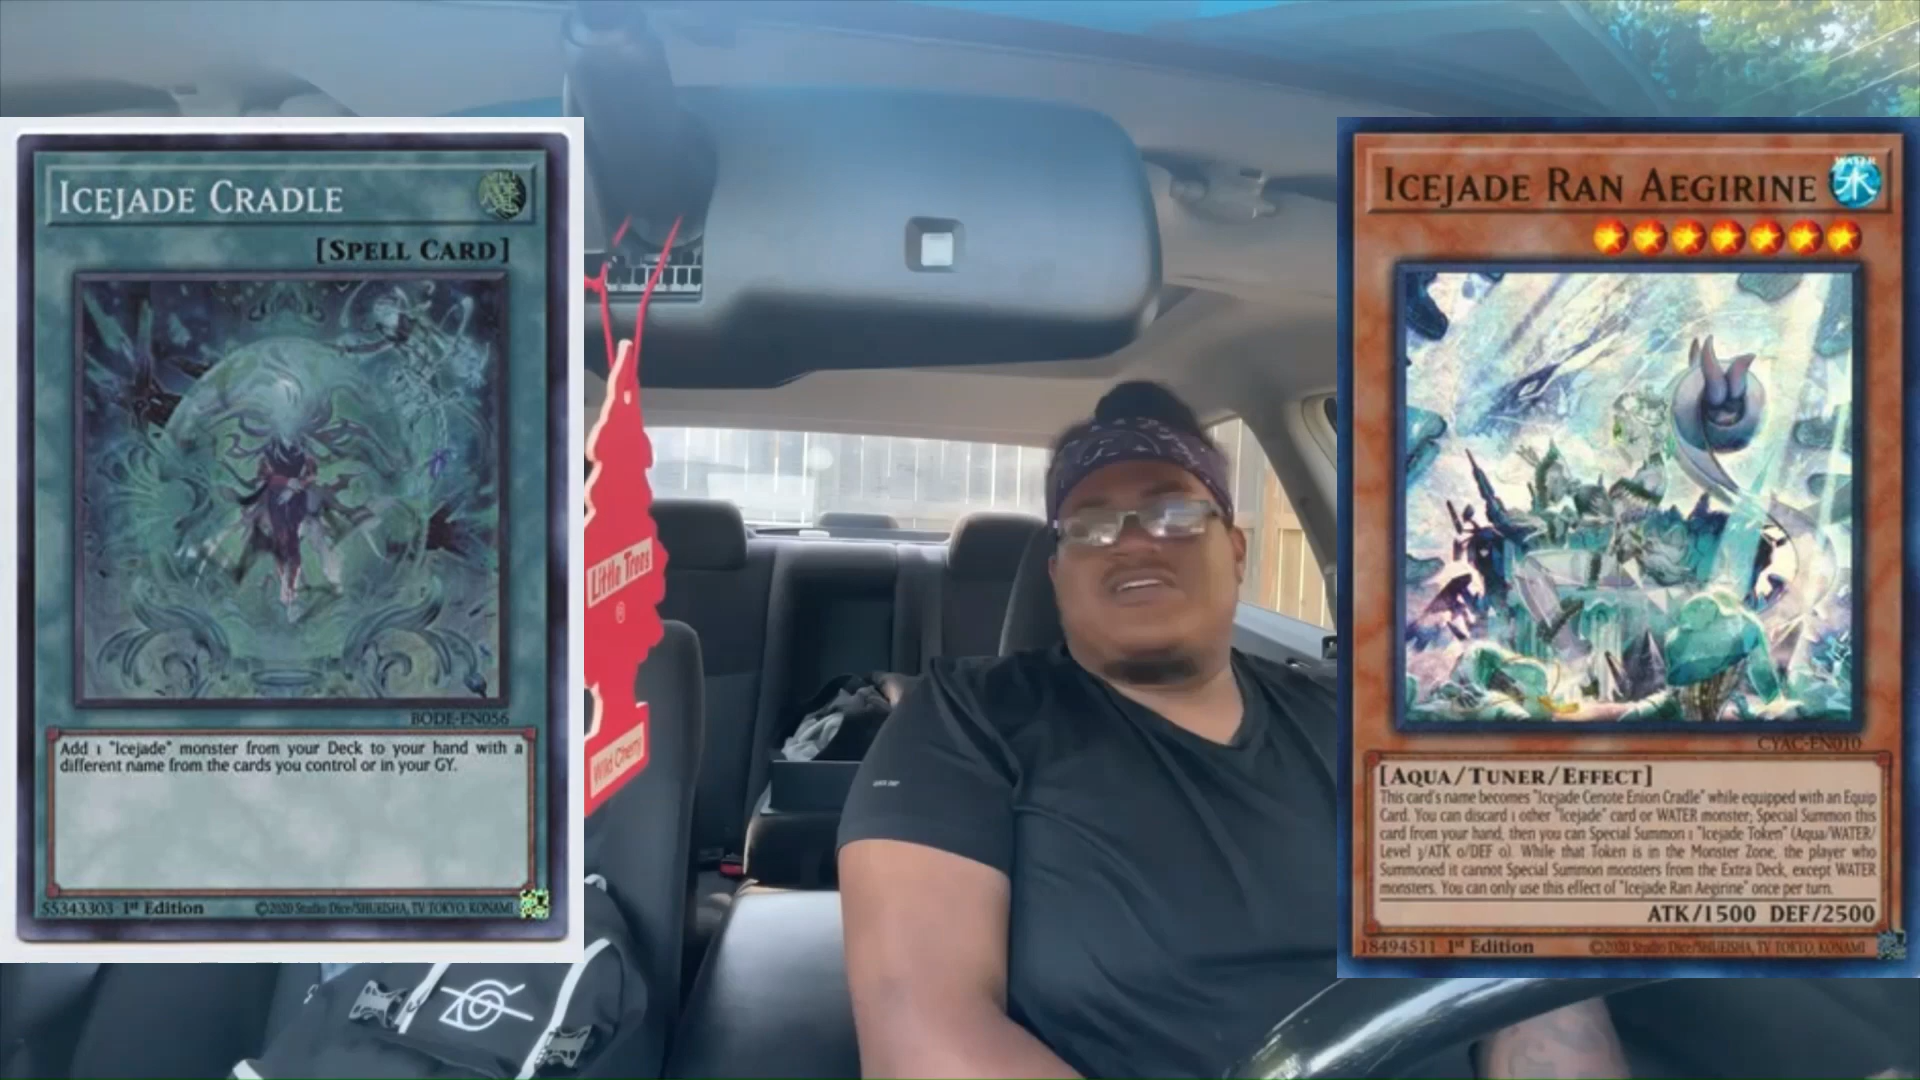 ICEJADE CRADLE
[SPELL CARD]
BODE-EN056
Add 1 "Icejade" monster from your Deck to your hand with a
different name from the cards you control or in your GY.
55343303 1st Edition
©2020 Studio Dice/SHUEISHA, TV TOKYO, KONAMI
Little Trees
®
Wild Cherry
ICEJADE RAN AEGIRINE
WATER
水
CYAC-EN010
[AQUA/TUNER/EFFECT]
This card's name becomes "Icejade Cenote Enion Cradle" while equipped with an Equip
Card. You can discard 1 other "Icejade" card or WATER monster; Special Summon this
card from your hand, then you can Special Summon 1 "Icejade Token" (Aqua/WATER/
Level 3/ATK 0/DEF 0). While that Token is in the Monster Zone, the player who
Summoned it cannot Special Summon monsters from the Extra Deck, except WATER
monsters. You can only use this effect of "Icejade Ran Aegirine" once per turn.
ATK/1500 DEF/2500
18494511 1st Edition
©2020 Studio Dice/SHUEISHA, TV TOKYO, KONAMI